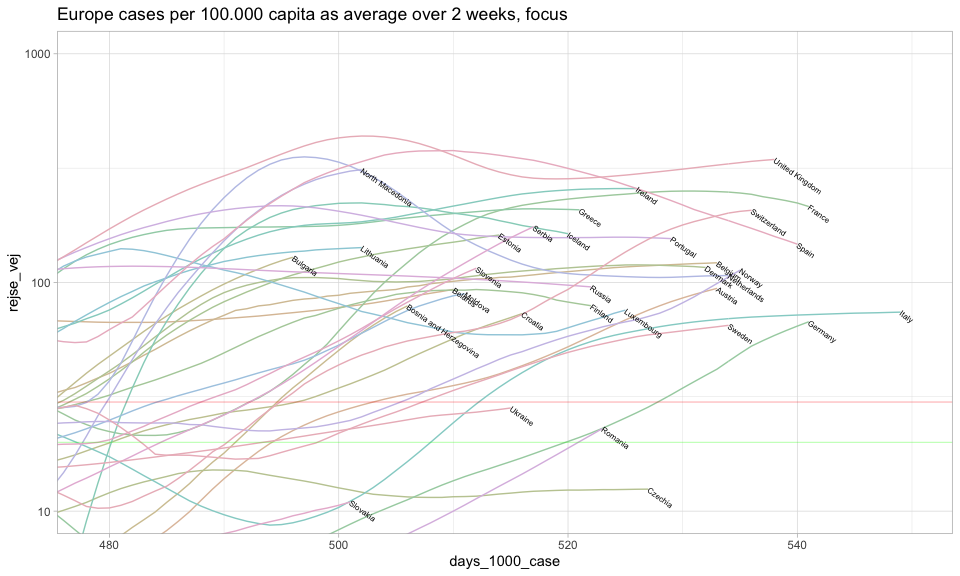 Europe cases per 100.000 capita as average over 2 weeks, focus
1000
United Kingdom
North Macedonia
Ireland
France
Greece
Switzerland
Serbia
Iceland
Estonia
Portugal
Spain
Lithuania
Bulgaria
Slovenia
Belgium
Norway
Denmark
Netherlands
100
rejse_vej
Russia
Belarus
Moldova
Austria
Bosnia and Herzegovina
Croatia
Finland
Luxembourg
Sweden
Germany
Italy
Ukraine
Romania
Czechia
Slovakia
10
480
500
520
540
days_1000_case